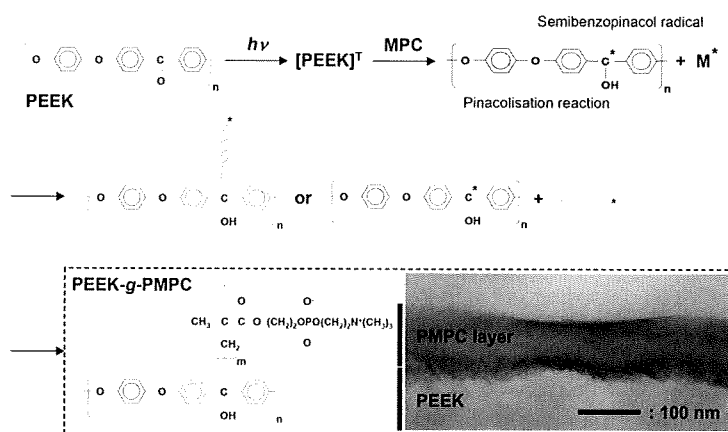 Semibenzopinacol radical
O O C O n
hν
[PEEK]ᵀ
MPC
O O C* OH n + M*
PEEK
Pinacolisation reaction
*
O O C OH n or O O C* OH n + *
PEEK-g-PMPC
O O⁻
CH₃ C C O (CH₂)₂OPO(CH₂)₂N⁺(CH₃)₃
CH₂ O
m
O O C OH n
PMPC layer
PEEK
: 100 nm